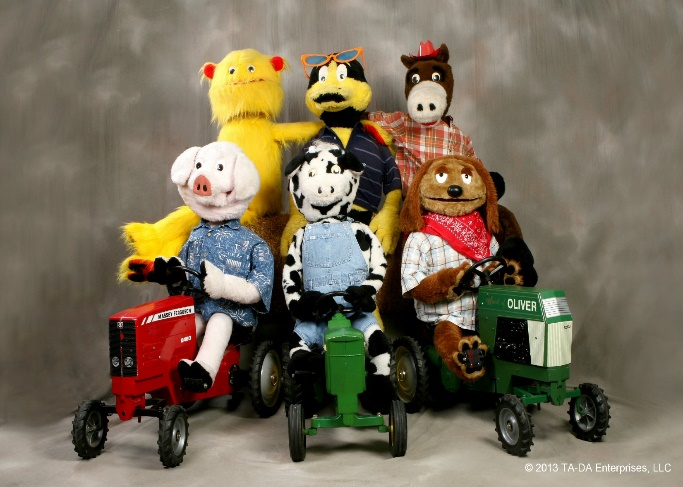 MASSEY FERGUSON
OLIVER
© 2013 TA-DA Enterprises, LLC